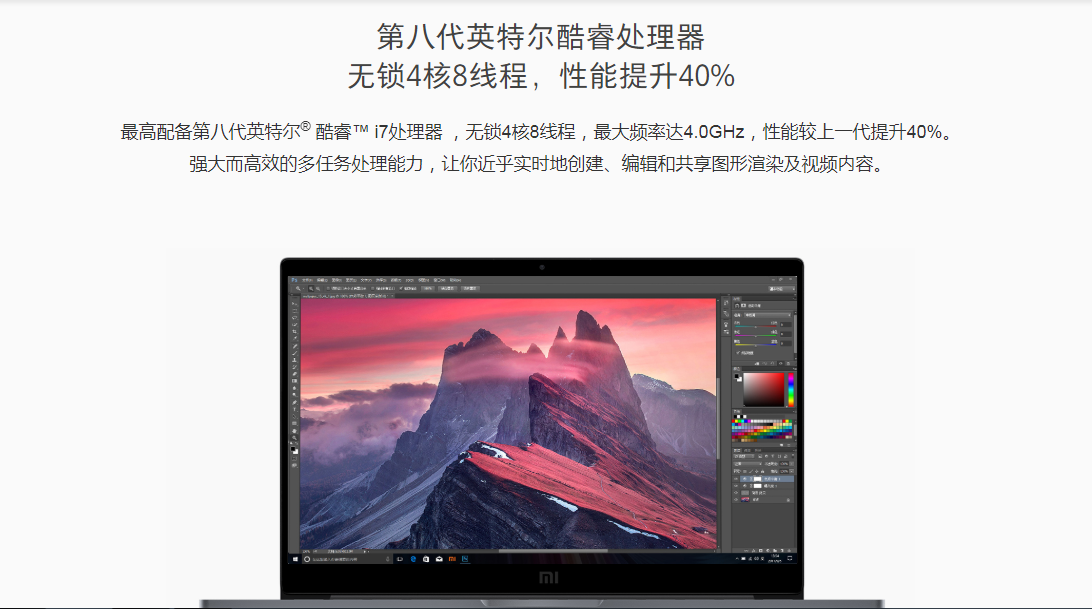 第八代英特尔酷睿处理器
无锁4核8线程，性能提升40%
最高配备第八代英特尔® 酷睿™ i7处理器 ，无锁4核8线程，最大频率达4.0GHz，性能较上一代提升40%。
强大而高效的多任务处理能力，让你近乎实时地创建、编辑和共享图形渲染及视频内容。
mi